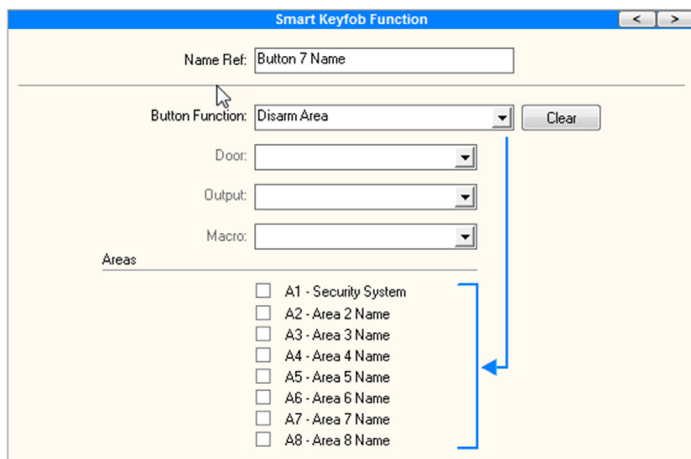 Smart Keyfob Function < >
Name Ref: Button 7 Name
Button Function: Disarm Area Clear
Door:
Output:
Macro:
Areas
A1 - Security System
A2 - Area 2 Name
A3 - Area 3 Name
A4 - Area 4 Name
A5 - Area 5 Name
A6 - Area 6 Name
A7 - Area 7 Name
A8 - Area 8 Name